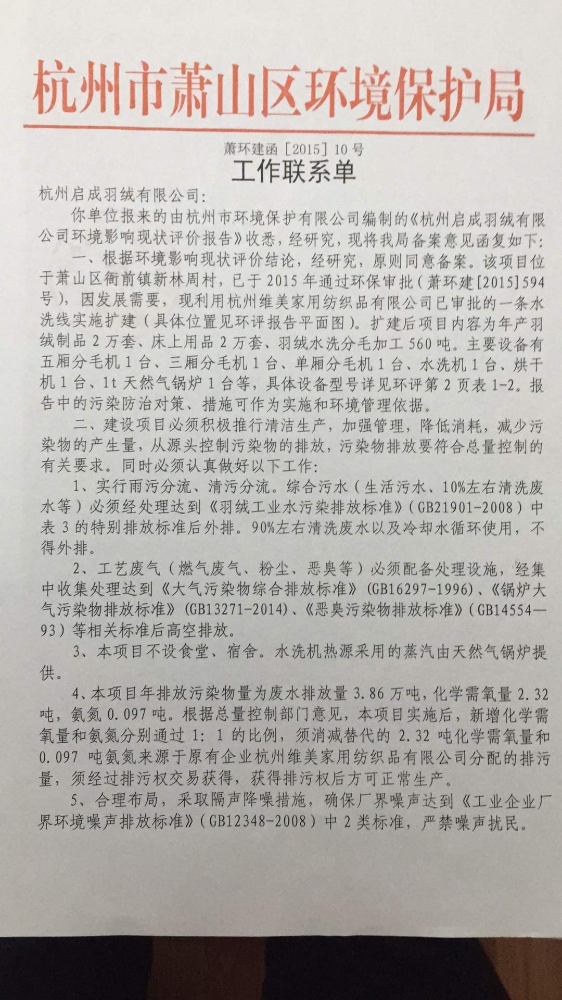 杭州市萧山区环境保护局
萧环建函［2015］10 号
工作联系单
杭州启成羽绒有限公司：
你单位报来的由杭州市环境保护有限公司编制的《杭州启成羽绒有限
公司环境影响现状评价报告》收悉，经研究，现将我局备案意见函复如下：
一、根据环境影响现状评价结论，经研究，原则同意备案。该项目位
于萧山区衙前镇新林周村，已于 2015 年通过环保审批（萧环建[2015]594
号），因发展需要，现利用杭州维美家用纺织品有限公司已审批的一条水
洗线实施扩建（具体位置见环评报告平面图）。扩建后项目内容为年产羽
绒制品 2 万套、床上用品 2 万套、羽绒水洗分毛加工 560 吨。主要设备有
五厢分毛机 1 台、三厢分毛机 1 台、单厢分毛机 1 台、水洗机 1 台、烘干
机 1 台、1t 天然气锅炉 1 台等，具体设备型号详见环评第 2 页表 1-2。报
告中的污染防治对策、措施可作为实施和环境管理依据。
二、建设项目必须积极推行清洁生产，加强管理，降低消耗，减少污
染物的产生量，从源头控制污染物的排放，污染物排放要符合总量控制的
有关要求。同时必须认真做好以下工作：
1、实行雨污分流、清污分流。综合污水（生活污水、10%左右清洗废
水等）必须经处理达到《羽绒工业水污染排放标准》（GB21901-2008）中
表 3 的特别排放标准后外排。90%左右清洗废水以及冷却水循环使用，不
得外排。
2、工艺废气（燃气废气、粉尘、恶臭等）必须配备处理设施，经集
中收集处理达到《大气污染物综合排放标准》(GB16297-1996)、《锅炉大
气污染物排放标准》(GB13271-2014)、《恶臭污染物排放标准》（GB14554—
93）等相关标准后高空排放。
3、本项目不设食堂、宿舍。水洗机热源采用的蒸汽由天然气锅炉提
供。
4、本项目年排放污染物量为废水排放量 3.86 万吨，化学需氧量 2.32
吨，氨氮 0.097 吨。根据总量控制部门意见，本项目实施后，新增化学需
氧量和氨氮分别通过 1：1 的比例，须消减替代的 2.32 吨化学需氧量和
0.097 吨氨氮来源于原有企业杭州维美家用纺织品有限公司分配的排污
量，须经过排污权交易获得，获得排污权后方可正常生产。
5、合理布局，采取隔声降噪措施，确保厂界噪声达到《工业企业厂
界环境噪声排放标准》（GB12348-2008）中 2 类标准，严禁噪声扰民。